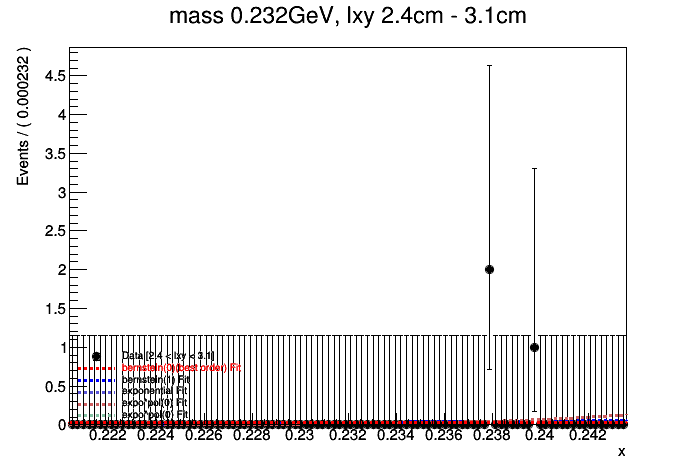 mass 0.232GeV, lxy 2.4cm - 3.1cm
Events / ( 0.000232 )
4.5
4
3.5
3
2.5
2
1.5
1
0.5
0
Data [2.4 < lxy < 3.1]
bernstein(0)(best order) Fit
bernstein(1) Fit
exponential Fit
expo*pol(0) Fit
expo*pol(0) Fit
0.222 0.224 0.226 0.228 0.23 0.232 0.234 0.236 0.238 0.24 0.242
x